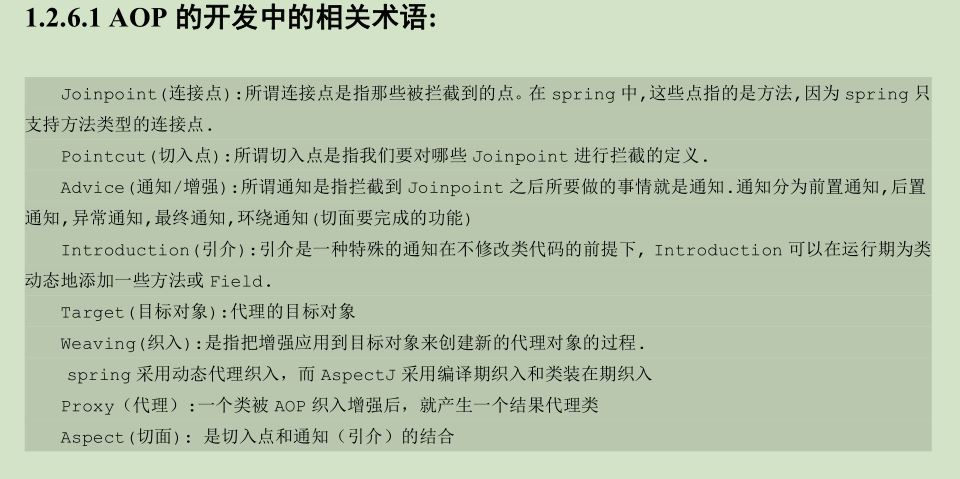 1.2.6.1 AOP 的开发中的相关术语:
Joinpoint(连接点):所谓连接点是指那些被拦截到的点。在 spring 中,这些点指的是方法,因为 spring 只
支持方法类型的连接点.
Pointcut(切入点):所谓切入点是指我们要对哪些 Joinpoint 进行拦截的定义.
Advice(通知/增强):所谓通知是指拦截到 Joinpoint 之后所要做的事情就是通知.通知分为前置通知,后置
通知,异常通知,最终通知,环绕通知(切面要完成的功能)
Introduction(引介):引介是一种特殊的通知在不修改类代码的前提下, Introduction 可以在运行期为类
动态地添加一些方法或 Field.
Target(目标对象):代理的目标对象
Weaving(织入):是指把增强应用到目标对象来创建新的代理对象的过程.
spring 采用动态代理织入，而 AspectJ 采用编译期织入和类装在期织入
Proxy（代理）:一个类被 AOP 织入增强后，就产生一个结果代理类
Aspect(切面): 是切入点和通知（引介）的结合